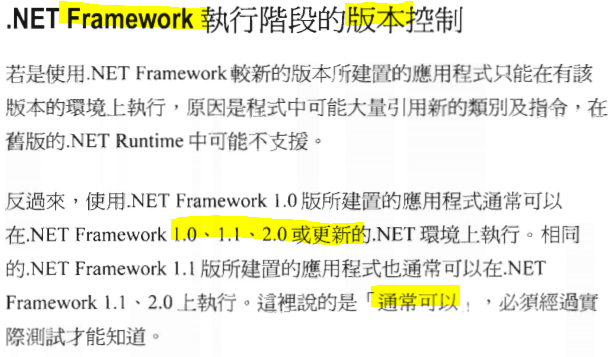 .NET Framework 執行階段的版本控制
若是使用.NET Framework 較新的版本所建置的應用程式只能在有該
版本的環境上執行，原因是程式中可能大量引用新的類別及指令，在
舊版的.NET Runtime 中可能不支援。
反過來，使用.NET Framework 1.0 版所建置的應用程式通常可以
在.NET Framework 1.0、1.1、2.0 或更新的.NET 環境上執行。相同
的.NET Framework 1.1 版所建置的應用程式也通常可以在.NET
Framework 1.1、2.0 上執行。這裡說的是「通常可以」，必須經過實
際測試才能知道。